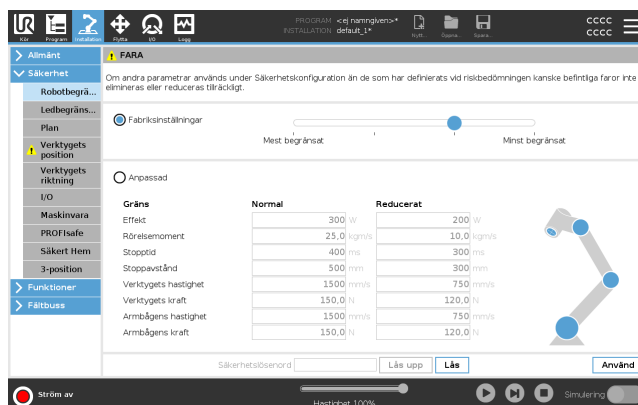 PROGRAM <ej namngiven>*
INSTALLATION default_1*
cccc
cccc
Kör Program Installation Flytta I/O Logg Nytt... Öppna... Spara...
Allmänt
Säkerhet
Robotbegrä...
Ledbegräns...
Plan
Verktygets
position
Verktygets
riktning
I/O
Maskinvara
PROFIsafe
Säkert Hem
3-position
Funktioner
Fältbuss
FARA
Om andra parametrar används under Säkerhetskonfiguration än de som har definierats vid riskbedömningen kanske befintliga faror inte
elimineras eller reduceras tillräckligt.
Fabriksinställningar
Mest begränsat Minst begränsat
Anpassad
Gräns Normal Reducerat
Effekt 300 W 200 W
Rörelsemoment 25,0 kgm/s 10,0 kgm/s
Stopptid 400 ms 300 ms
Stoppavstånd 500 mm 300 mm
Verktygets hastighet 1500 mm/s 750 mm/s
Verktygets kraft 150,0 N 120,0 N
Armbågens hastighet 1500 mm/s 750 mm/s
Armbågens kraft 150,0 N 120,0 N
Säkerhetslösenord Lås upp Lås Använd
Ström av
Hastighet 100%
Simulering